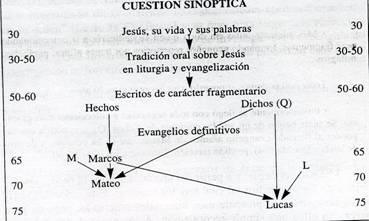 CUESTION SINOPTICA
30 Jesús, su vida y sus palabras 30
30-50 Tradición oral sobre Jesús 30-50
en liturgia y evangelización
Escritos de carácter fragmentario
50-60 Hechos Dichos (Q) 50-60
Evangelios definitivos
65 M Marcos L 65
70 Mateo 70
75 Lucas 75